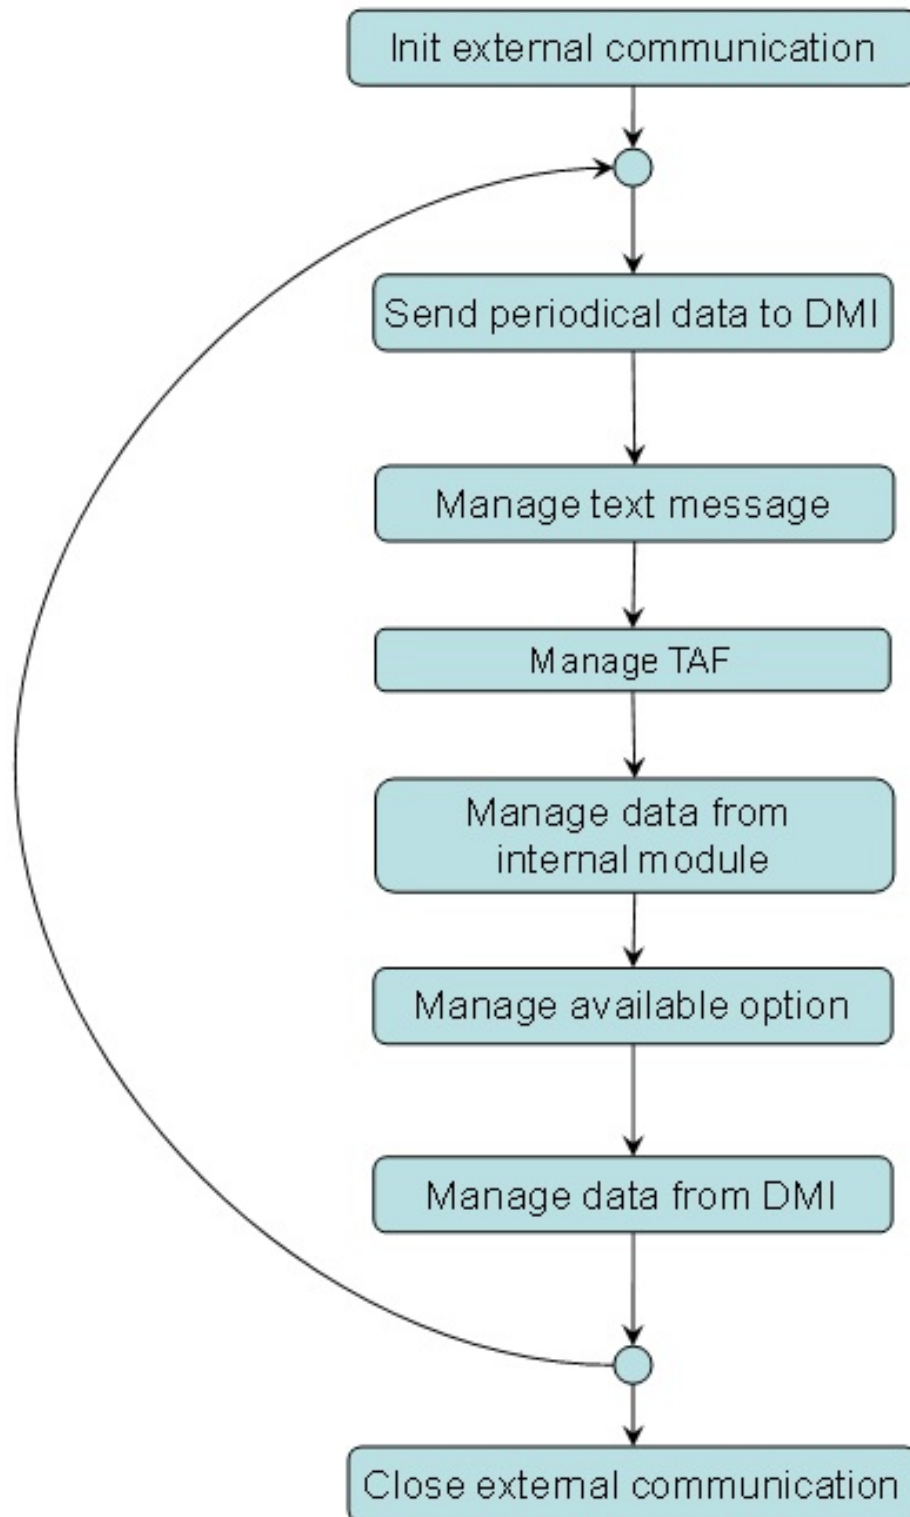 Init external communication
Send periodical data to DMI
Manage text message
Manage TAF
Manage data from
internal module
Manage available option
Manage data from DMI
Close external communication